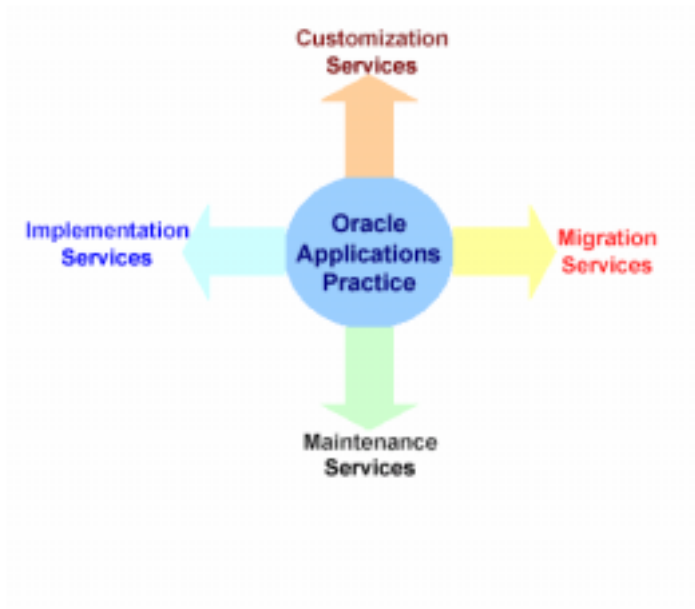 Customization
Services
Implementation
Services
Oracle
Applications
Practice
Migration
Services
Maintenance
Services